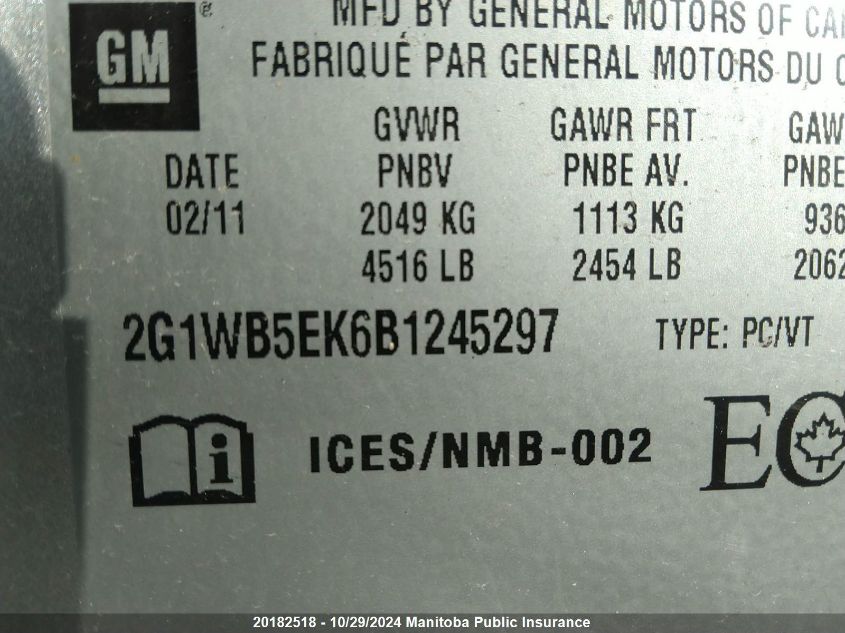 GM®
MFD BY GENERAL MOTORS OF
FABRIQUÉ PAR GENERAL MOTORS DU
GVWR GAWR FRT
DATE PNBV PNBE AV. PNBE
02/11 2049 KG 1113 KG 936
4516 LB 2454 LB 2062
2G1WB5EK6B1245297 TYPE: PC/VT
i ICES/NMB-002 EC
20182518 - 10/29/2024 Manitoba Public Insurance